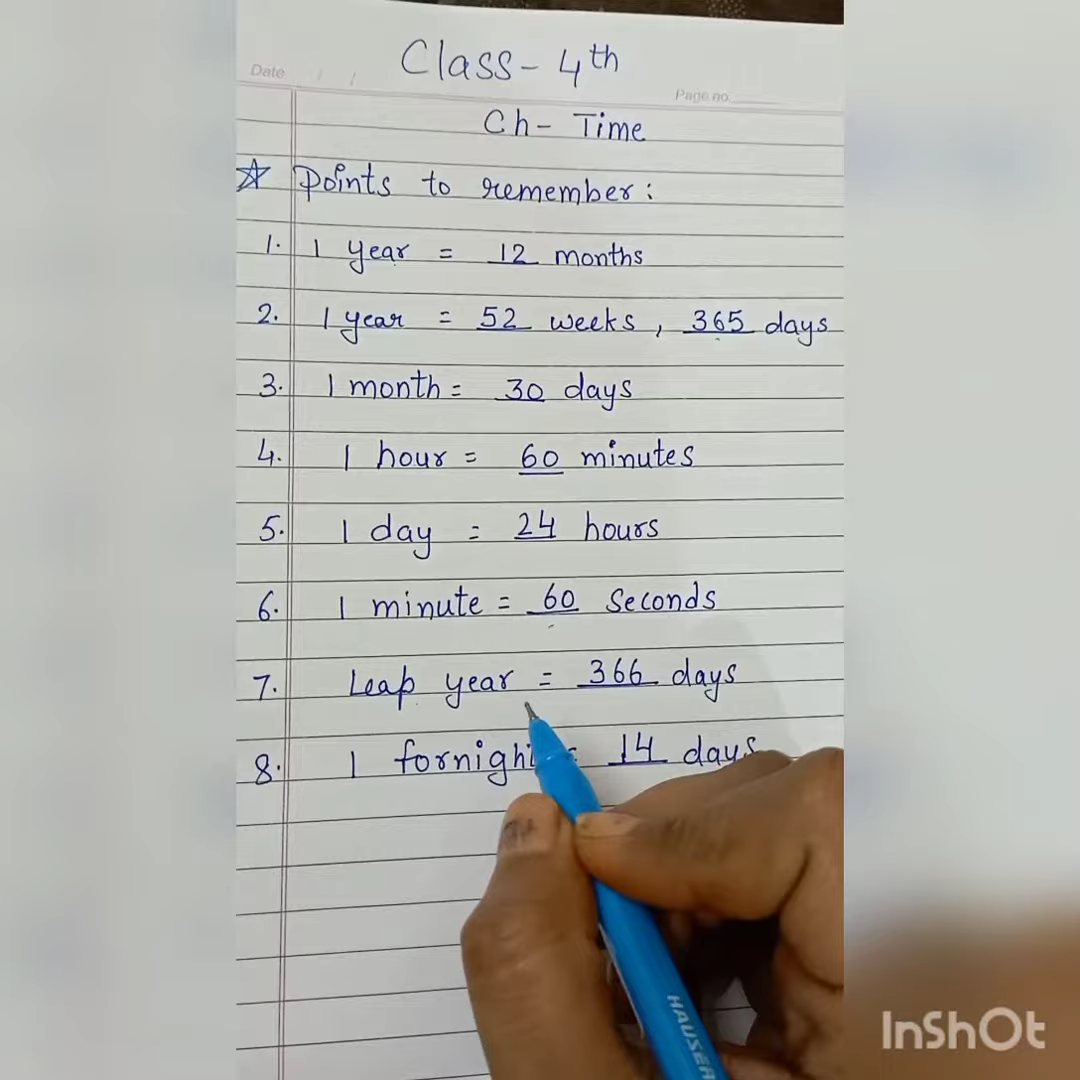 Class - 4th
Date / /
Page no.
Ch - Time
☆ Points to remember :
1. 1 year = 12 months
2. 1 year = 52 weeks , 365 days
3. 1 month = 30 days
4. 1 hour = 60 minutes
5. 1 day = 24 hours
6. 1 minute = 60 Seconds
7. Leap year = 366 days
8. 1 fornight = 14 days
HAUSER
InShOt